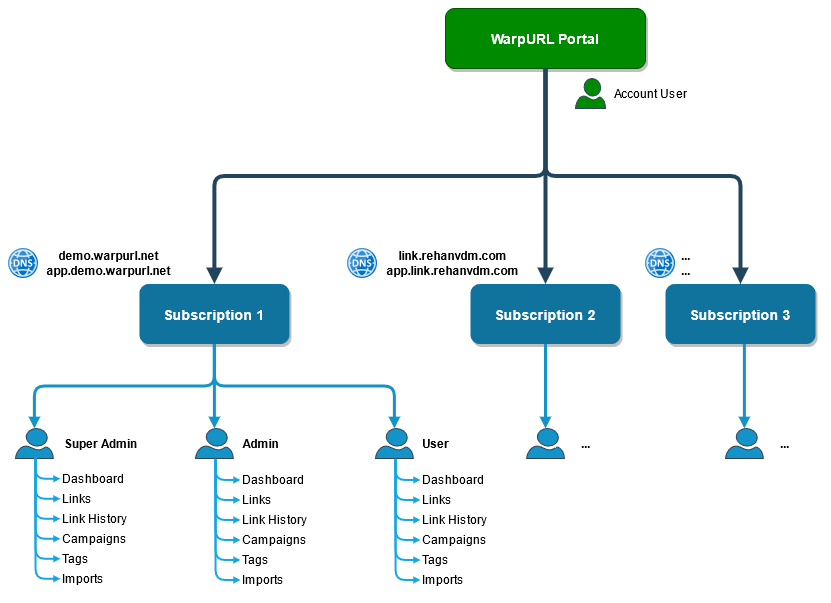 WarpURL Portal
Account User
DNS
demo.warpurl.net
app.demo.warpurl.net
DNS
link.rehanvdm.com
app.link.rehanvdm.com
DNS
...
...
Subscription 1
Subscription 2
Subscription 3
Super Admin
Admin
User
...
...
Dashboard
Links
Link History
Campaigns
Tags
Imports
Dashboard
Links
Link History
Campaigns
Tags
Imports
Dashboard
Links
Link History
Campaigns
Tags
Imports